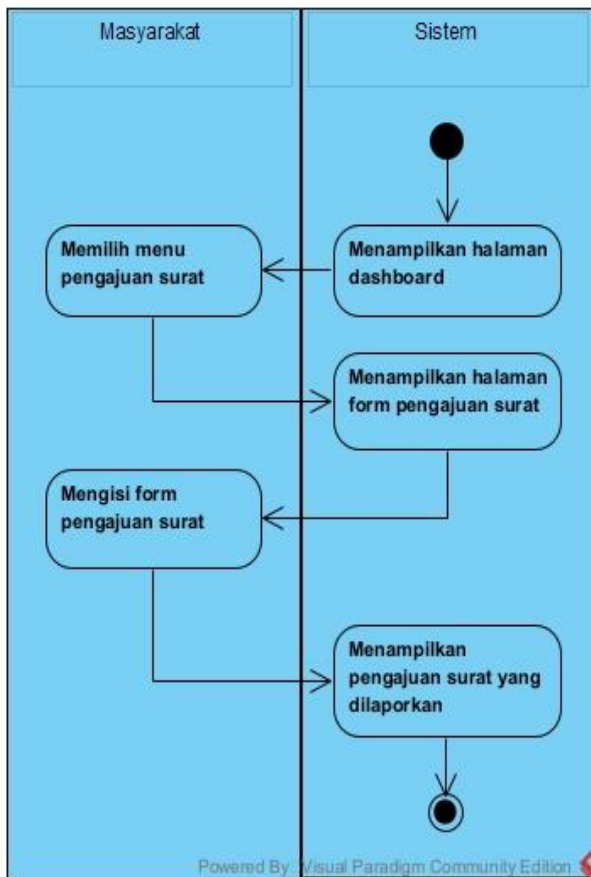 Masyarakat
Sistem
Menampilkan halaman
dashboard
Memilih menu
pengajuan surat
Menampilkan halaman
form pengajuan surat
Mengisi form
pengajuan surat
Menampilkan
pengajuan surat yang
dilaporkan
Powered By Visual Paradigm Community Edition